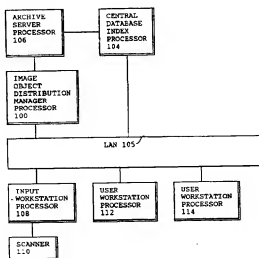 ARCHIVE
SERVER
PROCESSOR
106
CENTRAL
DATABASE
INDEX
PROCESSOR
104
IMAGE
OBJECT
DISTRIBUTION
MANAGER
PROCESSOR
100
LAN 105
INPUT
WORKSTATION
PROCESSOR
108
USER
WORKSTATION
PROCESSOR
112
USER
WORKSTATION
PROCESSOR
114
SCANNER
110